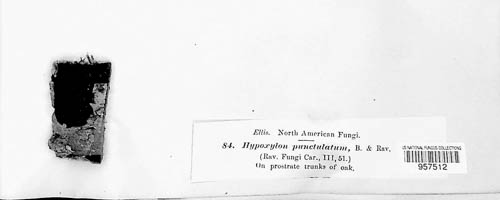 Ellis. North American Fungi.
84. Hypoxylon punctulatum, B. & Rav.
(Rav. Fungi Car., III, 51.)
On prostrate trunks of oak.
US NATIONAL FUNGUS COLLECTIONS
957512